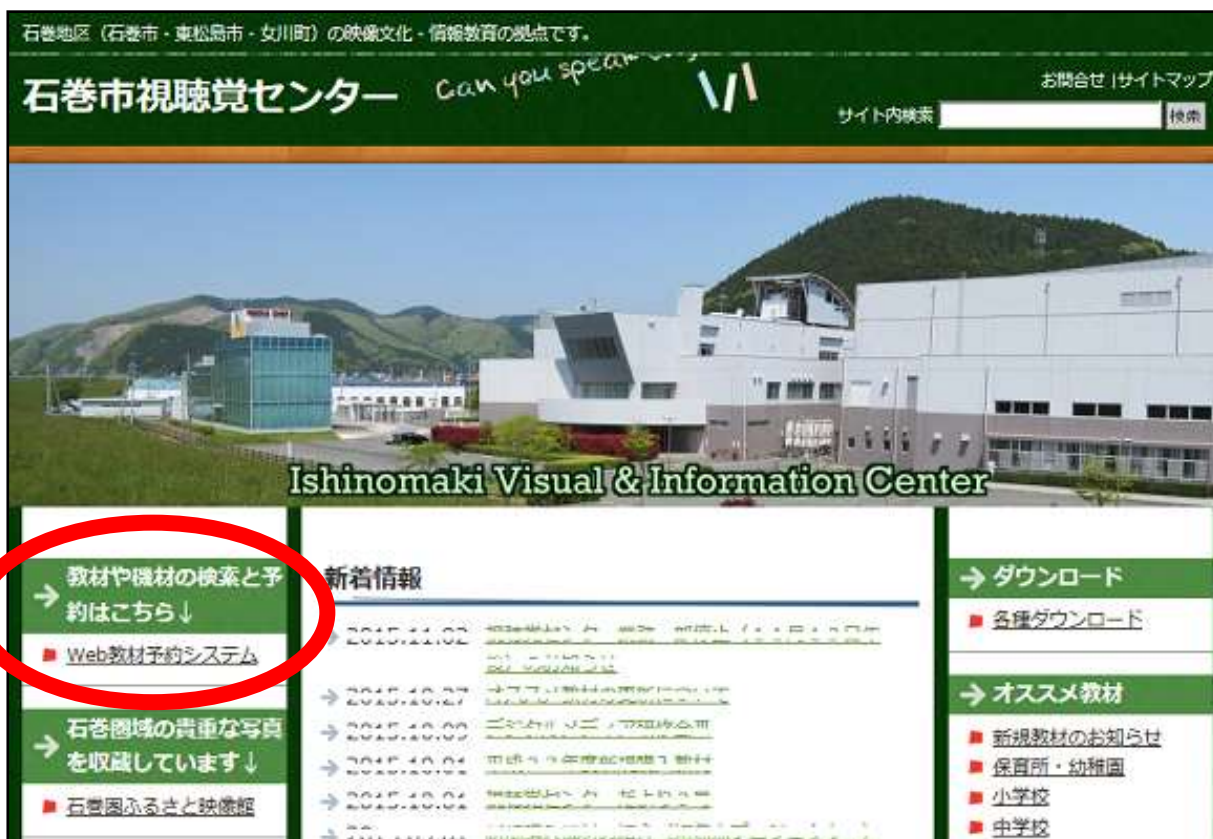 石巻地区（石巻市・東松島市・女川町）の映像文化・情報教育の拠点です。
石巻市視聴覚センター
Can you speak
お問合せ |サイトマップ
サイト内検索
検索
Ishinomaki Visual & Information Center
教材や機材の検索と予
約はこちら↓
Web教材予約システム
石巻圏域の貴重な写真
を収蔵しています↓
石巻圏ふるさと映像館
新着情報
2015.11.02
2015.10.27
2015.10.09
2015.10.01
2015.10.01
ダウンロード
各種ダウンロード
オススメ教材
新規教材のお知らせ
保育所・幼稚園
小学校
中学校